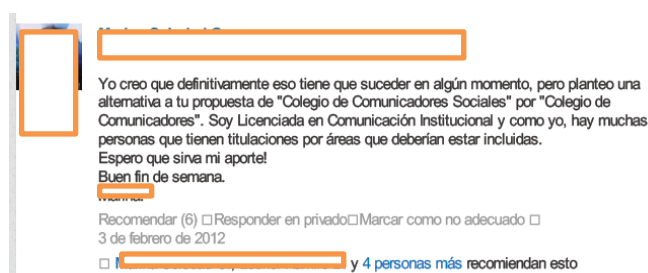 Yo creo que definitivamente eso tiene que suceder en algún momento, pero planteo una
alternativa a tu propuesta de "Colegio de Comunicadores Sociales" por "Colegio de
Comunicadores". Soy Licenciada en Comunicación Institucional y como yo, hay muchas
personas que tienen titulaciones por áreas que deberían estar incluidas.
Espero que sirva mi aporte!
Buen fin de semana.
Recomendar (6) □Responder en privado□Marcar como no adecuado □
3 de febrero de 2012
□ y 4 personas más recomiendan esto